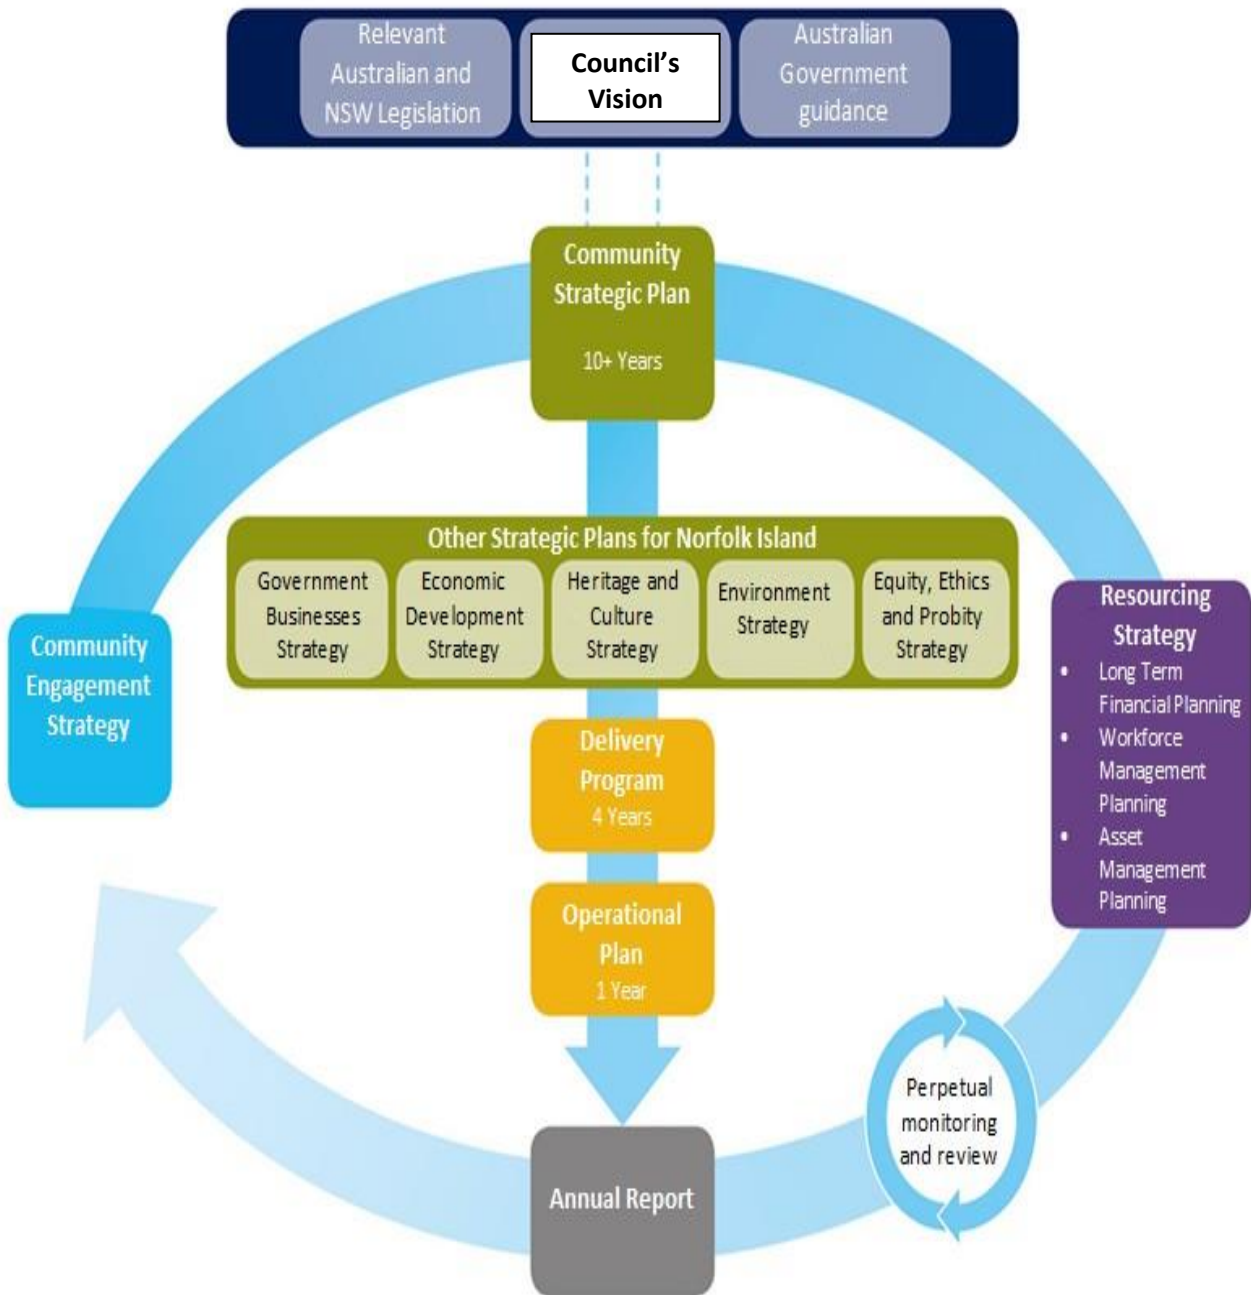 Relevant
Australian and
NSW Legislation
Council's
Vision
Australian
Government
guidance
Community
Strategic Plan
10+ Years
Other Strategic Plans for Norfolk Island
Government
Businesses
Strategy
Economic
Development
Strategy
Heritage and
Culture
Strategy
Environment
Strategy
Equity, Ethics
and Probity
Strategy
Community
Engagement
Strategy
Resourcing
Strategy
• Long Term
Financial Planning
• Workforce
Management
Planning
• Asset
Management
Planning
Delivery
Program
4 Years
Operational
Plan
1 Year
Perpetual
monitoring
and review
Annual Report